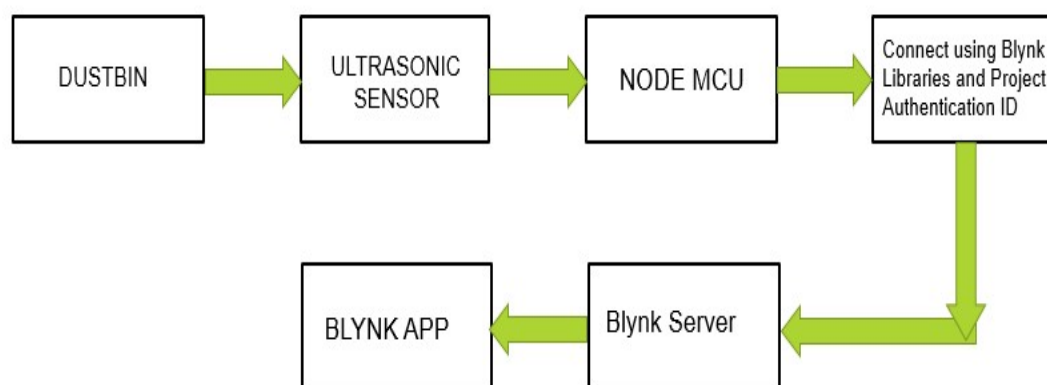 DUSTBIN
ULTRASONIC
SENSOR
NODE MCU
Connect using Blynk
Libraries and Project
Authentication ID
Blynk Server
BLYNK APP